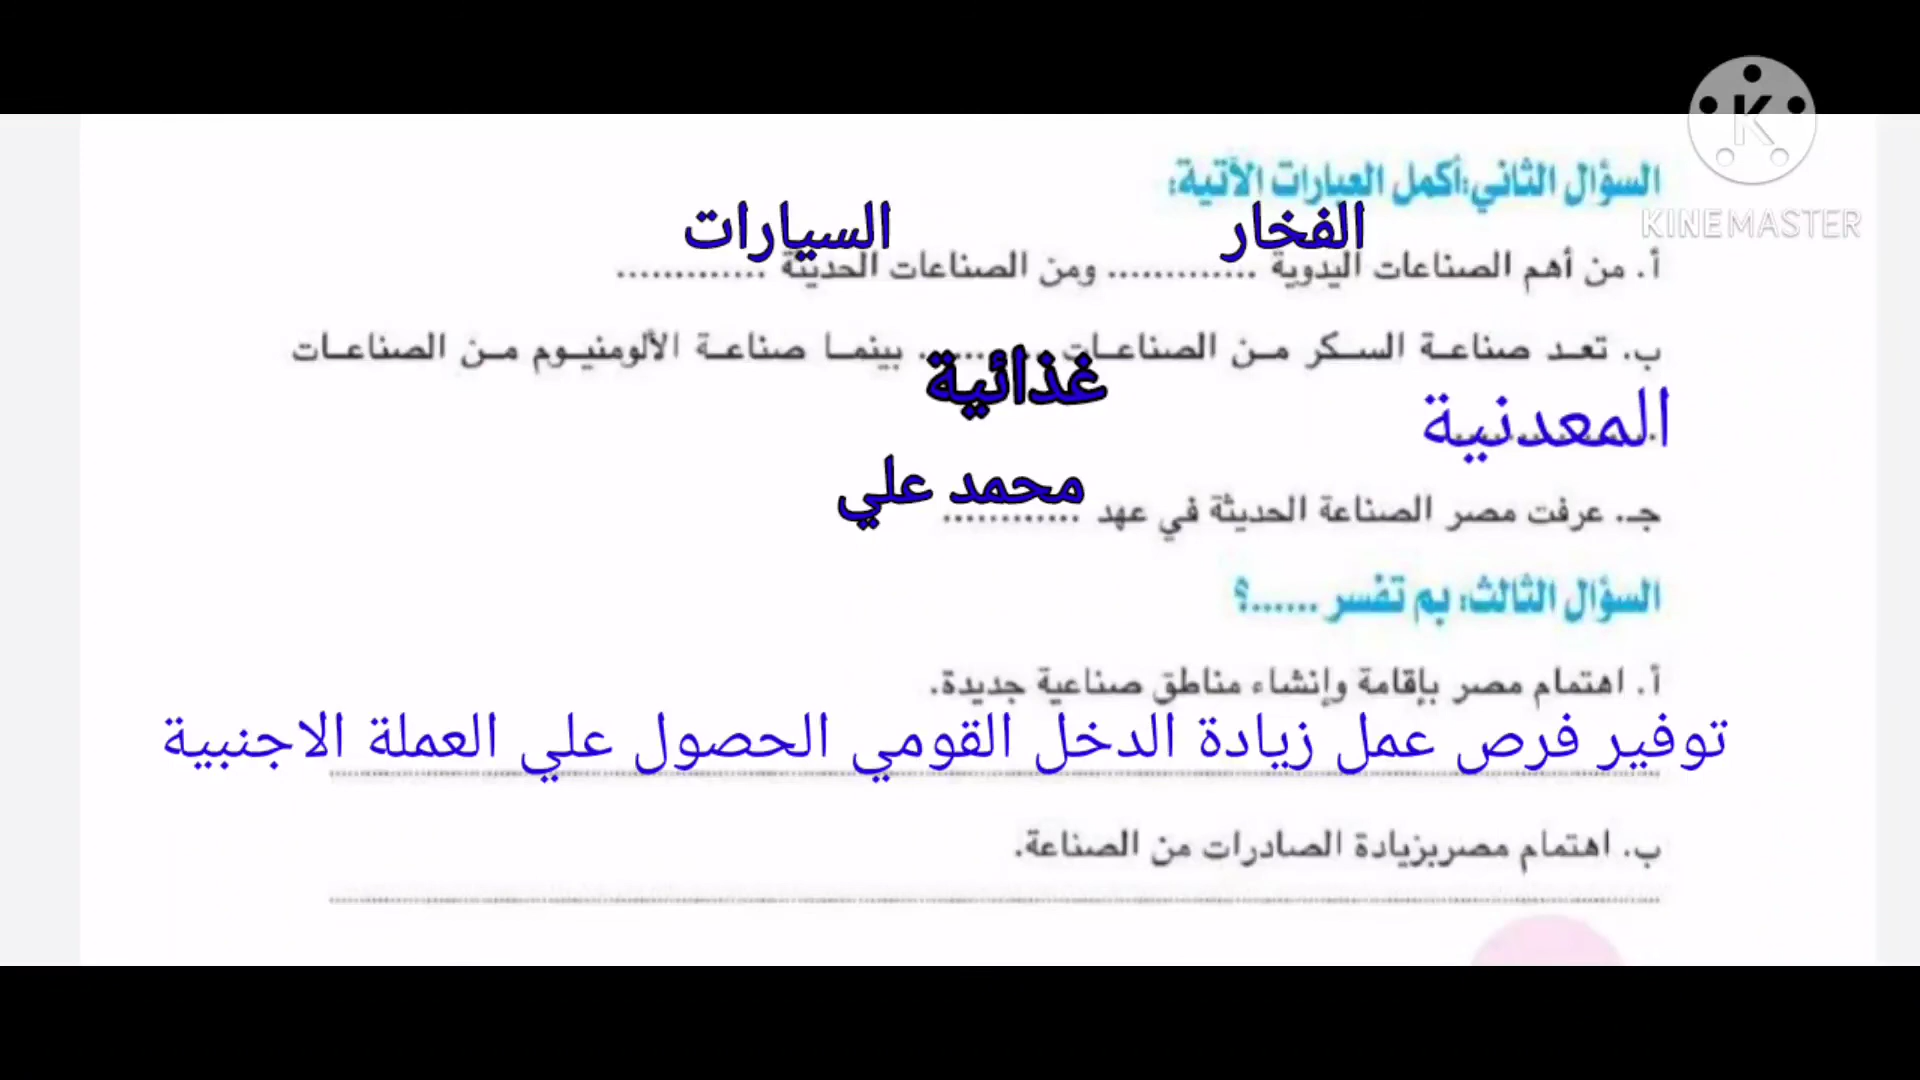 K
KINEMASTER
السؤال الثاني: أكمل العبارات الآتية:
الفخار السيارات
أ. من أهم الصناعات اليدوية ............. ومن الصناعات الحديثة .............
ب. تعد صناعة السكر من الصناعات ............ بينما صناعة الألومنيوم من الصناعات
غذائية
المعدنية
محمد علي
جـ. عرفت مصر الصناعة الحديثة في عهد ............
السؤال الثالث: بم تفسر ......؟
أ. اهتمام مصر بإقامة وإنشاء مناطق صناعية جديدة.
توفير فرص عمل زيادة الدخل القومي الحصول علي العملة الاجنبية
ب. اهتمام مصربزيادة الصادرات من الصناعة.